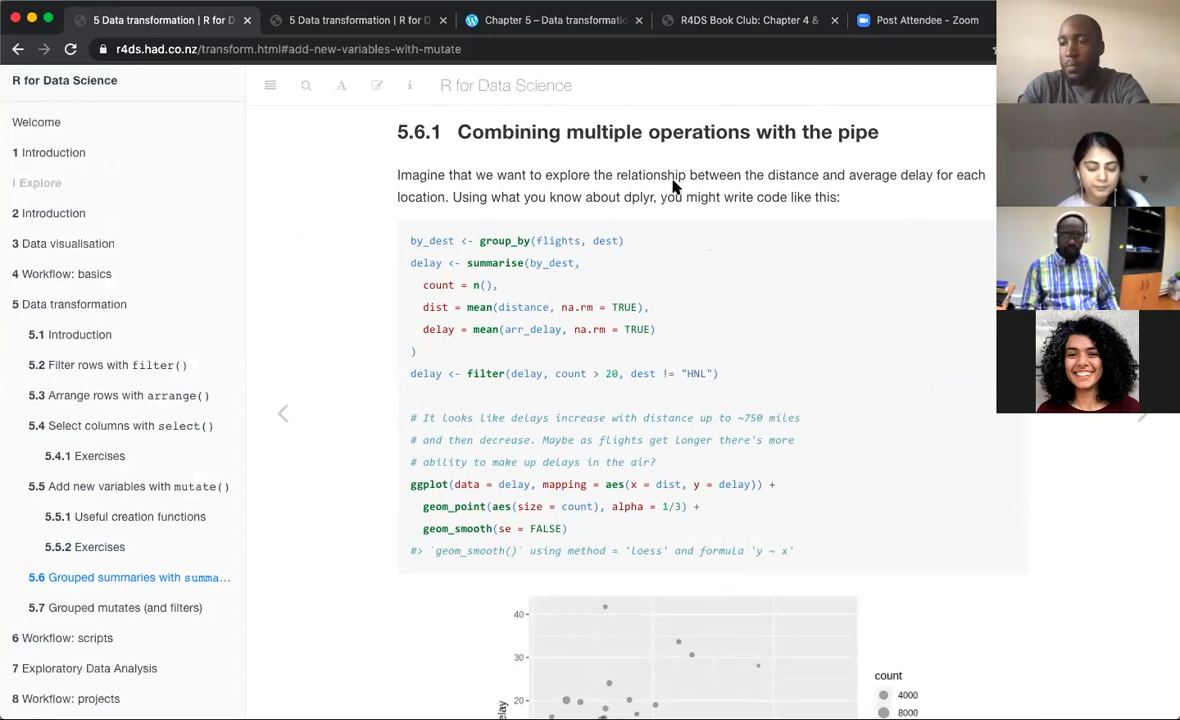 5 Data transformation | R for D
5 Data transformation | R for D
Chapter 5 – Data transformatio
R4DS Book Club: Chapter 4 &
Post Attendee - Zoom
r4ds.had.co.nz/transform.html#add-new-variables-with-mutate
R for Data Science
Welcome
1 Introduction
I Explore
2 Introduction
3 Data visualisation
4 Workflow: basics
5 Data transformation
5.1 Introduction
5.2 Filter rows with filter()
5.3 Arrange rows with arrange()
5.4 Select columns with select()
5.4.1 Exercises
5.5 Add new variables with mutate()
5.5.1 Useful creation functions
5.5.2 Exercises
5.6 Grouped summaries with summa...
5.7 Grouped mutates (and filters)
6 Workflow: scripts
7 Exploratory Data Analysis
8 Workflow: projects
A
i
R for Data Science
5.6.1 Combining multiple operations with the pipe
Imagine that we want to explore the relationship between the distance and average delay for each
location. Using what you know about dplyr, you might write code like this:
by_dest <- group_by(flights, dest)
delay <- summarise(by_dest,
count = n(),
dist = mean(distance, na.rm = TRUE),
delay = mean(arr_delay, na.rm = TRUE)
)
delay <- filter(delay, count > 20, dest != "HNL")
# It looks like delays increase with distance up to ~750 miles
# and then decrease. Maybe as flights get longer there's more
# ability to make up delays in the air?
ggplot(data = delay, mapping = aes(x = dist, y = delay)) +
geom_point(aes(size = count), alpha = 1/3) +
geom_smooth(se = FALSE)
#> `geom_smooth()` using method = 'loess' and formula 'y ~ x'
40
30
20
count
4000
8000